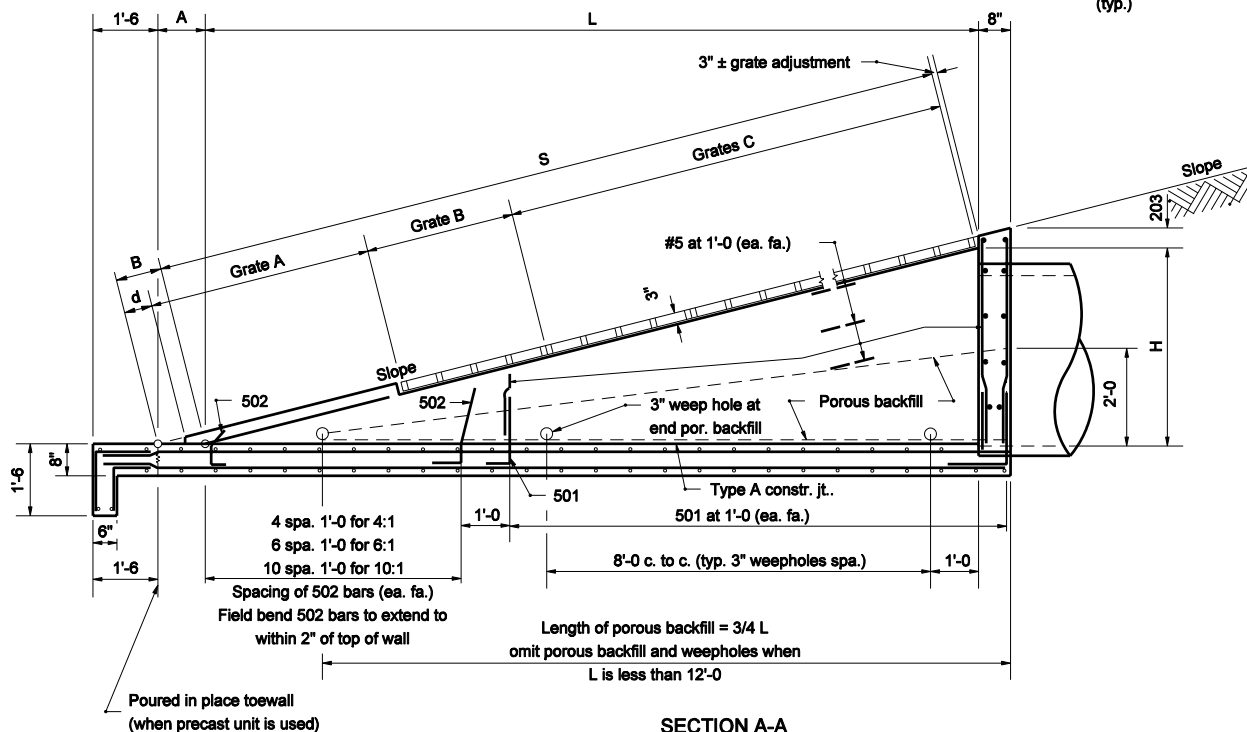 (typ.)
1'-6
A
L
8"
3" ± grate adjustment
S
Grates C
Slope
203
Grate B
#5 at 1'-0 (ea. fa.)
B
d
Grate A
3"
H
Slope
502
502
3" weep hole at
end por. backfill
Porous backfill
2'-0
1'-6
8"
501
Type A constr. jt..
6"
4 spa. 1'-0 for 4:1
6 spa. 1'-0 for 6:1
10 spa. 1'-0 for 10:1
1'-0
501 at 1'-0 (ea. fa.)
1'-6
8'-0 c. to c. (typ. 3" weepholes spa.)
1'-0
Spacing of 502 bars (ea. fa.)
Field bend 502 bars to extend to
within 2" of top of wall
Length of porous backfill = 3/4 L
omit porous backfill and weepholes when
L is less than 12'-0
Poured in place toewall
(when precast unit is used)
SECTION A-A